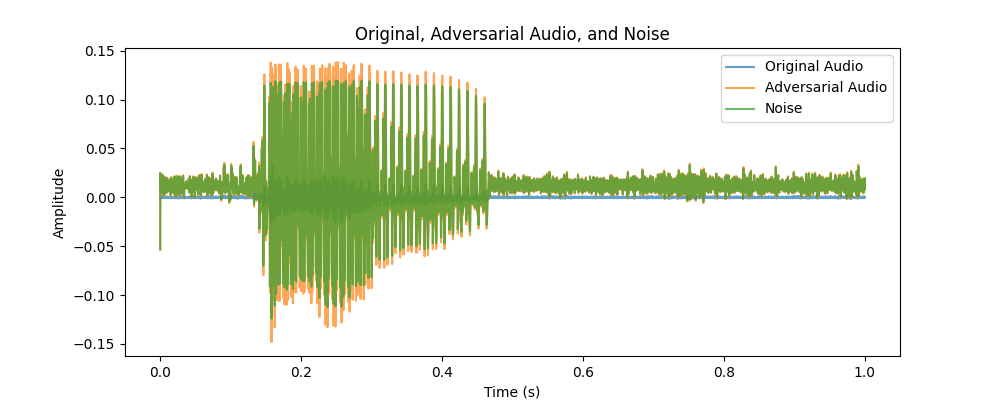 Original, Adversarial Audio, and Noise
Original Audio
Adversarial Audio
Noise
0.15
0.10
0.05
0.00
−0.05
−0.10
−0.15
Amplitude
0.0 0.2 0.4 0.6 0.8 1.0
Time (s)